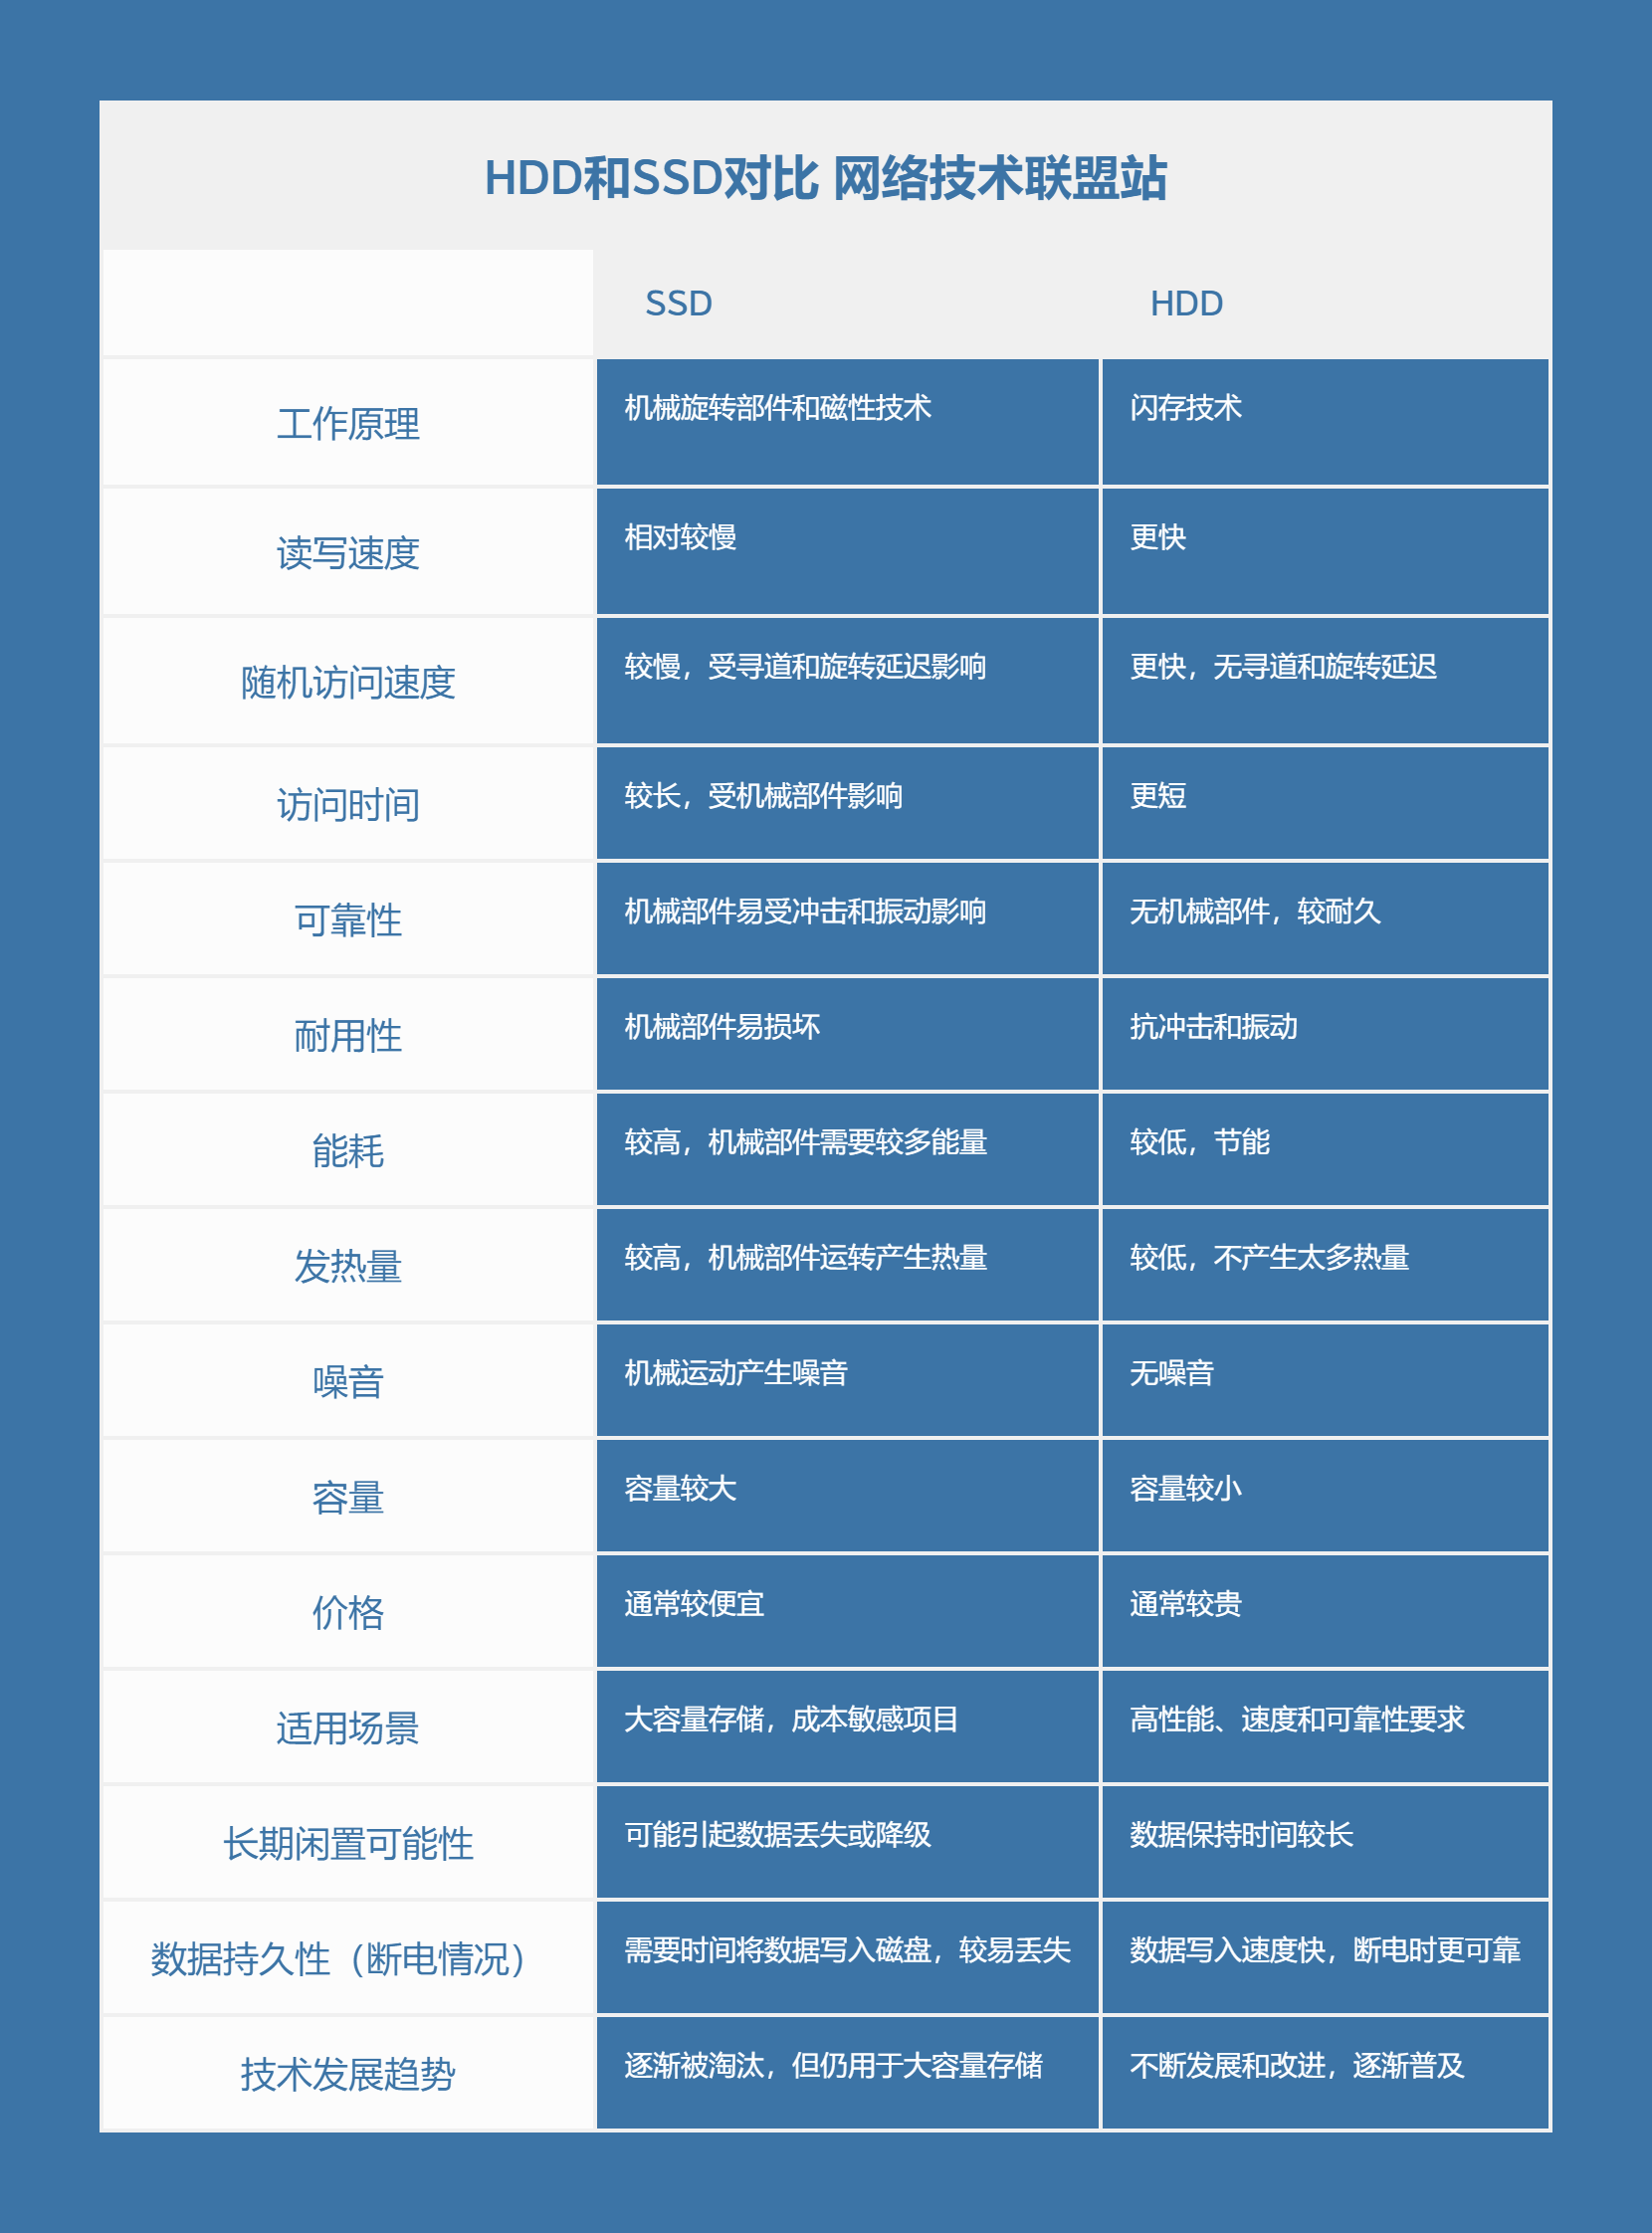 HDD和SSD对比 网络技术联盟站
SSD HDD
工作原理 机械旋转部件和磁性技术 闪存技术
读写速度 相对较慢 更快
随机访问速度 较慢，受寻道和旋转延迟影响 更快，无寻道和旋转延迟
访问时间 较长，受机械部件影响 更短
可靠性 机械部件易受冲击和振动影响 无机械部件，较耐久
耐用性 机械部件易损坏 抗冲击和振动
能耗 较高，机械部件需要较多能量 较低，节能
发热量 较高，机械部件运转产生热量 较低，不产生太多热量
噪音 机械运动产生噪音 无噪音
容量 容量较大 容量较小
价格 通常较便宜 通常较贵
适用场景 大容量存储，成本敏感项目 高性能、速度和可靠性要求
长期闲置可能性 可能引起数据丢失或降级 数据保持时间较长
数据持久性（断电情况） 需要时间将数据写入磁盘，较易丢失 数据写入速度快，断电时更可靠
技术发展趋势 逐渐被淘汰，但仍用于大容量存储 不断发展和改进，逐渐普及